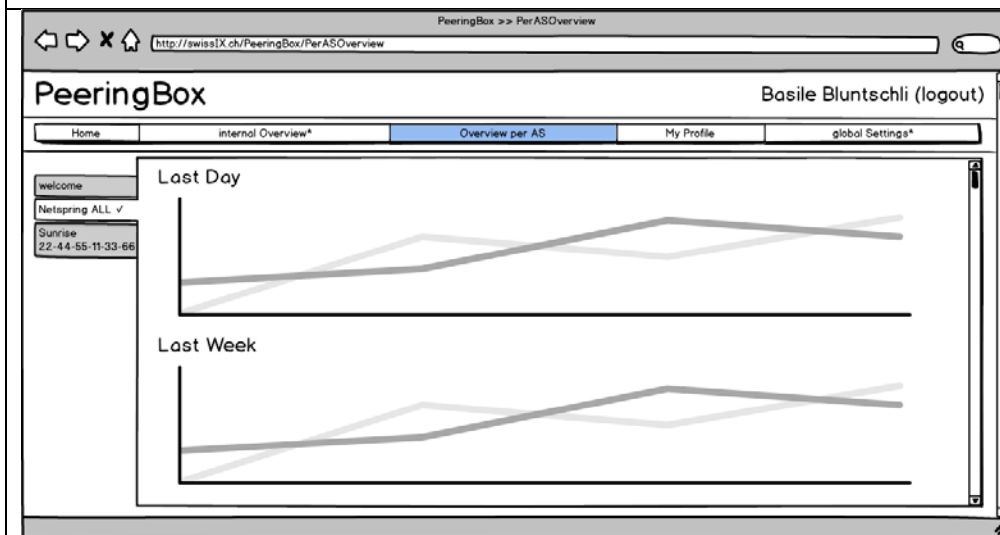 PeeringBox >> PerASOverview
http://swissIX.ch/PeeringBox/PerASOverview
PeeringBox
Basile Bluntschli (logout)
Home
internal Overview*
Overview per AS
My Profile
global Settings*
welcome
Netspring ALL ✓
Sunrise
22-44-55-11-33-66
Last Day
Last Week